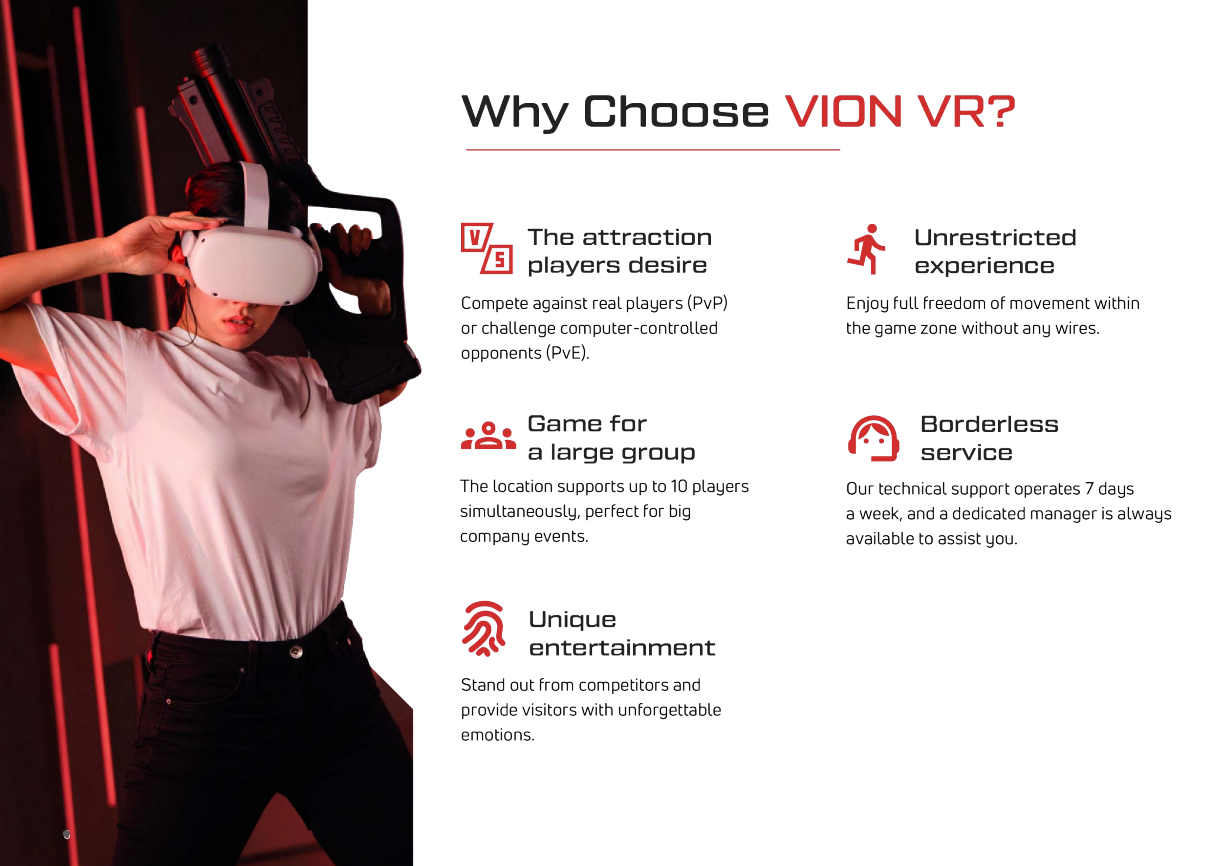 Why Choose VION VR?
V
S
The attraction
players desire
Compete against real players (PvP)
or challenge computer-controlled
opponents (PvE).
Unrestricted
experience
Enjoy full freedom of movement within
the game zone without any wires.
Game for
a large group
The location supports up to 10 players
simultaneously, perfect for big
company events.
Borderless
service
Our technical support operates 7 days
a week, and a dedicated manager is always
available to assist you.
Unique
entertainment
Stand out from competitors and
provide visitors with unforgettable
emotions.